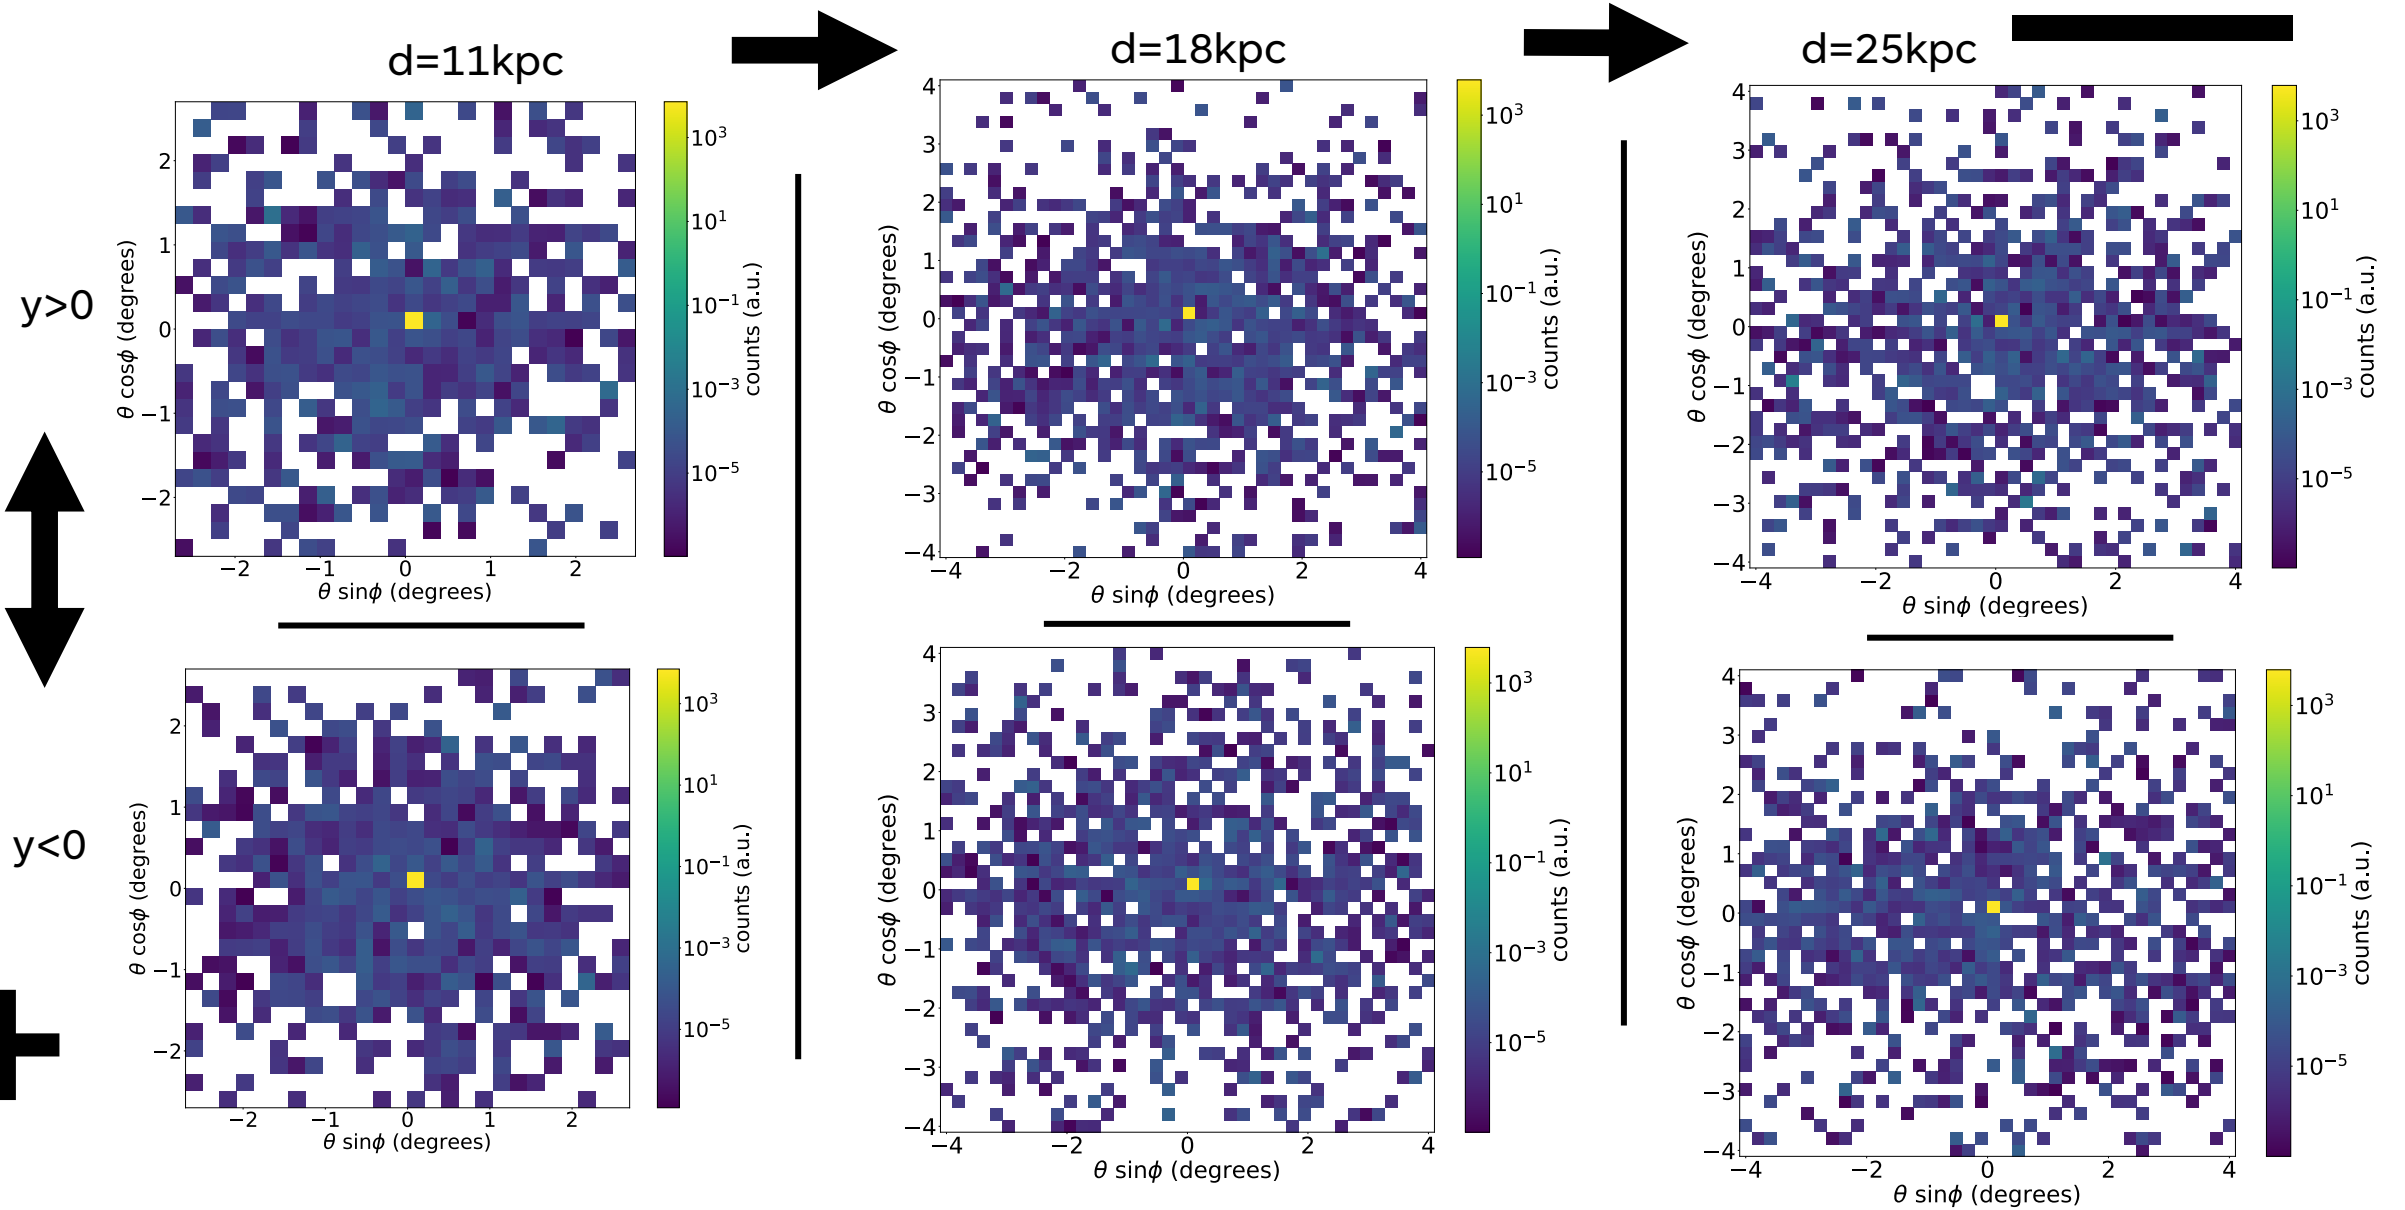 d=11kpc
d=18kpc
d=25kpc
y>0
θ cosϕ (degrees)
2
1
0
−1
−2
−2 −1 0 1 2
θ sinϕ (degrees)
10³
10¹
10⁻¹
10⁻³
10⁻⁵
counts (a.u.)
θ cosϕ (degrees)
4
3
2
1
0
−1
−2
−3
−4
−4 −2 0 2 4
θ sinϕ (degrees)
10³
10¹
10⁻¹
10⁻³
10⁻⁵
counts (a.u.)
θ cosϕ (degrees)
4
3
2
1
0
−1
−2
−3
−4
−4 −2 0 2 4
θ sinϕ (degrees)
10³
10¹
10⁻¹
10⁻³
10⁻⁵
counts (a.u.)
y<0
θ cosϕ (degrees)
2
1
0
−1
−2
−2 −1 0 1 2
θ sinϕ (degrees)
10³
10¹
10⁻¹
10⁻³
10⁻⁵
counts (a.u.)
θ cosϕ (degrees)
4
3
2
1
0
−1
−2
−3
−4
−4 −2 0 2 4
θ sinϕ (degrees)
10³
10¹
10⁻¹
10⁻³
10⁻⁵
counts (a.u.)
θ cosϕ (degrees)
4
3
2
1
0
−1
−2
−3
−4
−4 −2 0 2 4
θ sinϕ (degrees)
10³
10¹
10⁻¹
10⁻³
10⁻⁵
counts (a.u.)